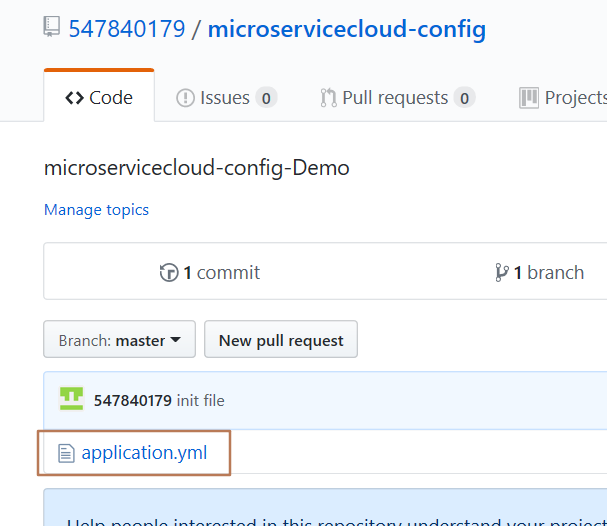 547840179 / microservicecloud-config
Code Issues 0 Pull requests 0 Projects
microservicecloud-config-Demo
Manage topics
1 commit 1 branch
Branch: master New pull request
547840179 init file
application.yml
Help people interested in this repository understand your project